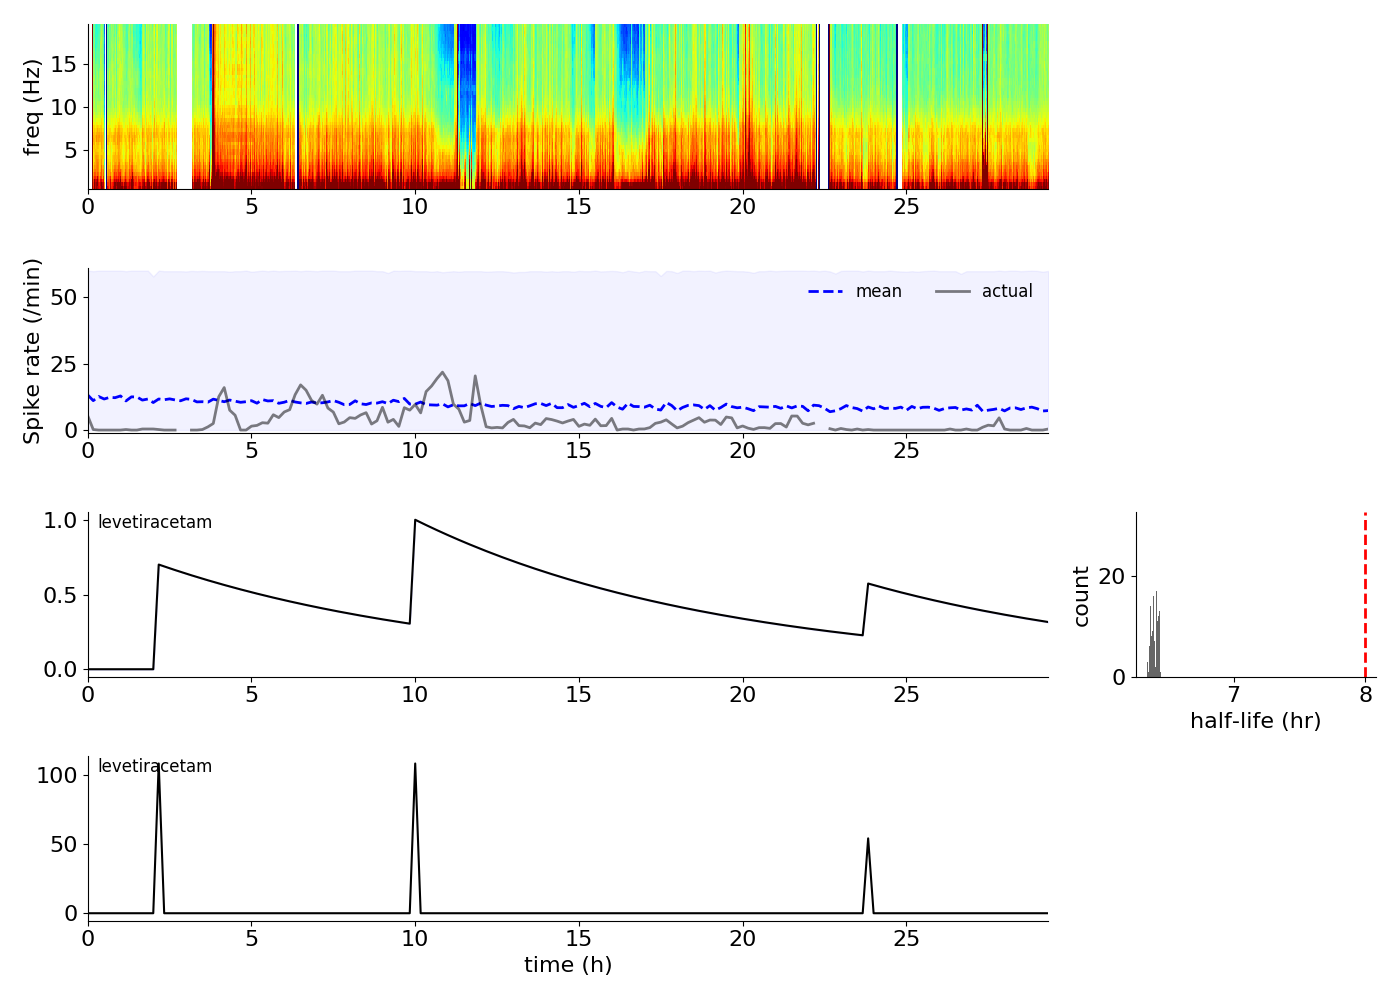 freq (Hz)
15
10
5
0 5 10 15 20 25
Spike rate (/min)
50
25
0
mean actual
0 5 10 15 20 25
levetiracetam
1.0
0.5
0.0
0 5 10 15 20 25
count
20
0
7 8
half-life (hr)
levetiracetam
100
50
0
0 5 10 15 20 25
time (h)